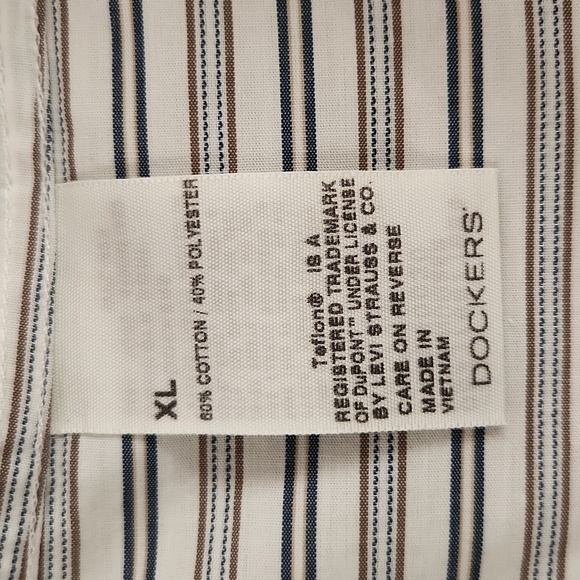 XL
60% COTTON / 40% POLYESTER
Teflon® IS A
REGISTERED TRADEMARK
OF DuPONT™ UNDER LICENSE
BY LEVI STRAUSS & CO.
CARE ON REVERSE
MADE IN
VIETNAM
DOCKERS®